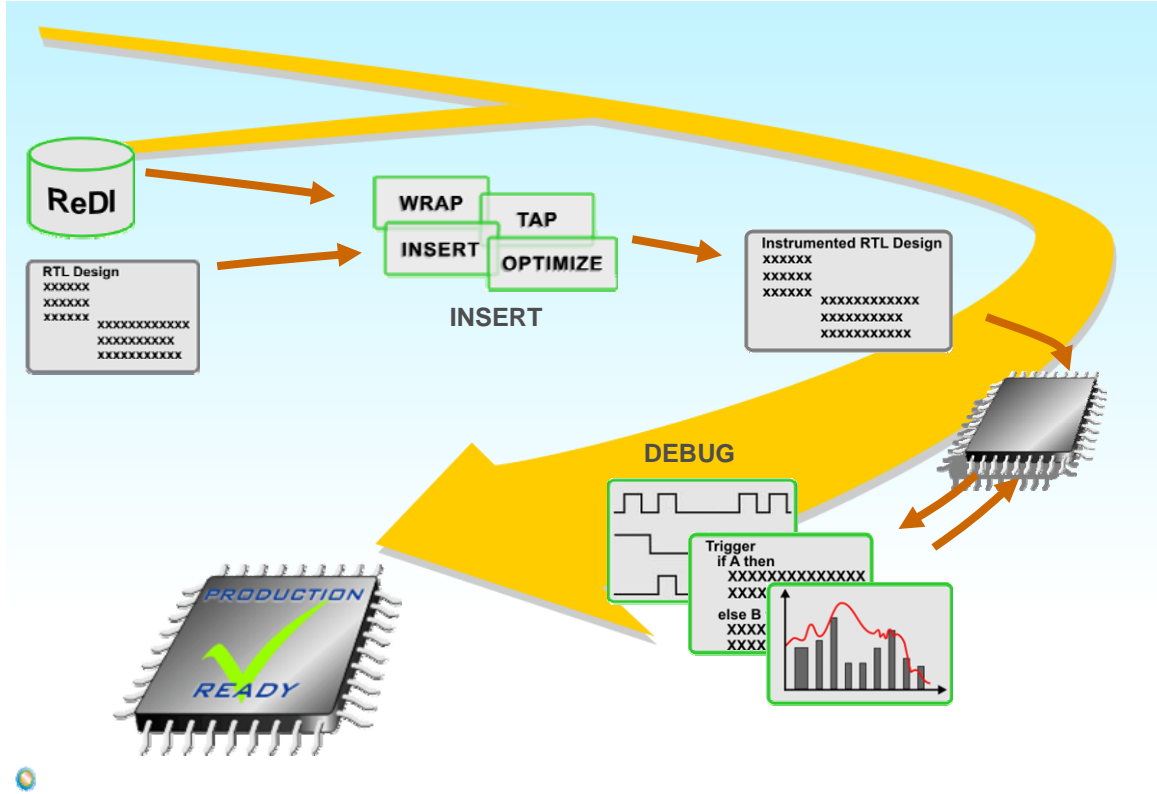 ReDI
RTL Design
xxxxxx
xxxxxx
xxxxxx
xxxxxxxxxxxx
xxxxxxxxxx
xxxxxxxxxxx
WRAP
TAP
INSERT
OPTIMIZE
INSERT
Instrumented RTL Design
xxxxxx
xxxxxx
xxxxxx
xxxxxxxxxxxx
xxxxxxxxxx
xxxxxxxxxxx
DEBUG
Trigger
if A then
XXXXXXXXXXXXXX
XXXX
else B
XXXX
XXXX
PRODUCTION
READY